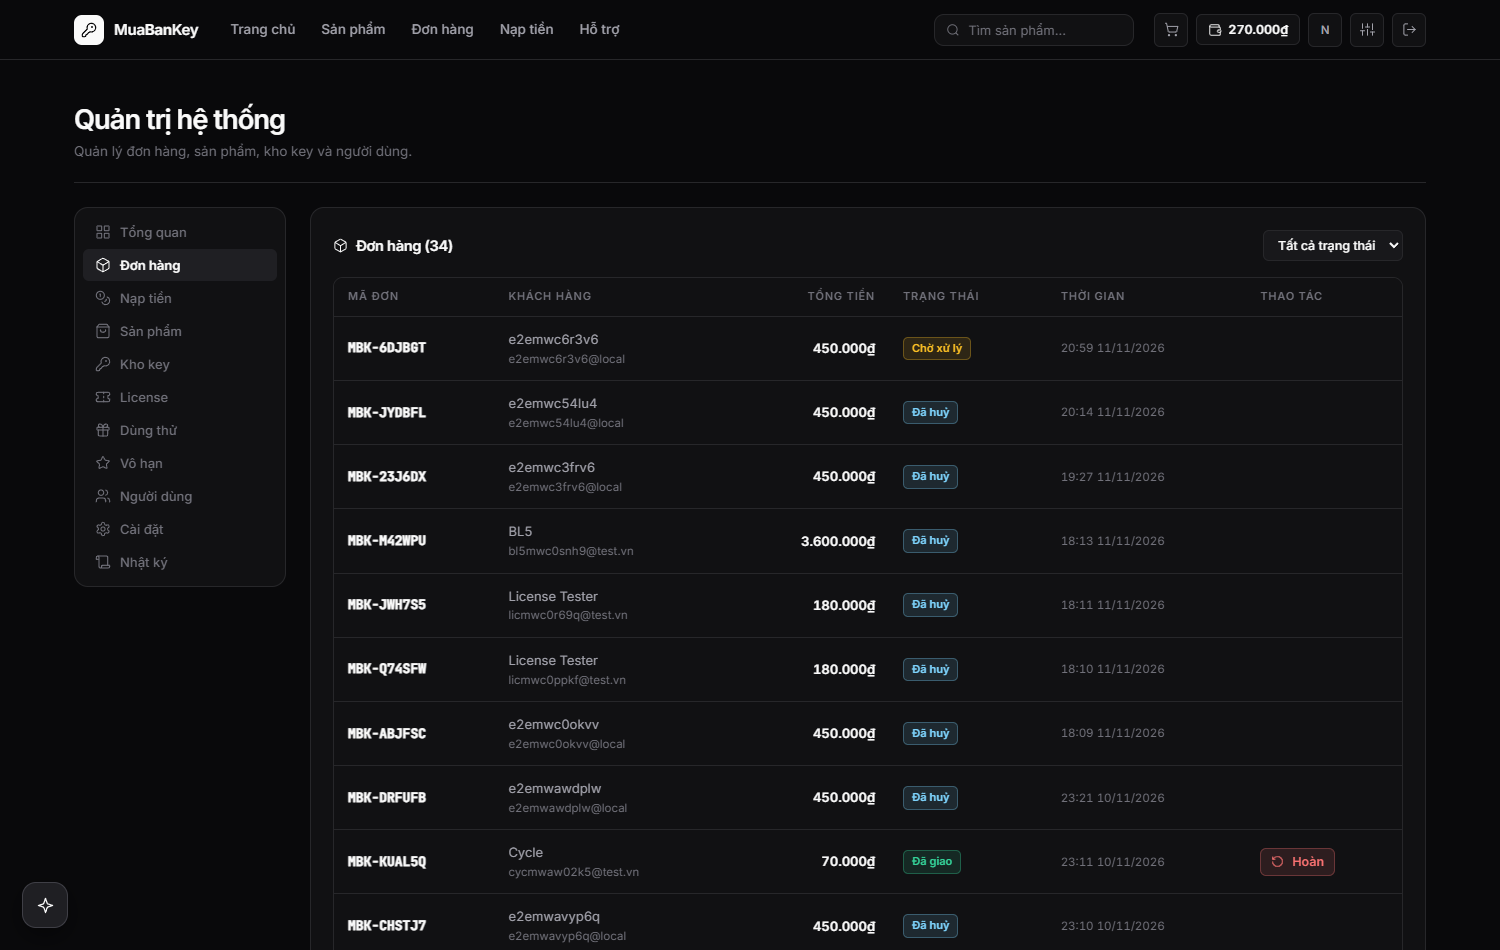 MuaBanKey Trang chủ Sản phẩm Đơn hàng Nạp tiền Hỗ trợ Tìm sản phẩm... 270.000₫ N
Quản trị hệ thống
Quản lý đơn hàng, sản phẩm, kho key và người dùng.
Tổng quan
Đơn hàng
Nạp tiền
Sản phẩm
Kho key
License
Dùng thử
Vô hạn
Người dùng
Cài đặt
Nhật ký
Đơn hàng (34) Tất cả trạng thái
MÃ ĐƠN KHÁCH HÀNG TỔNG TIỀN TRẠNG THÁI THỜI GIAN THAO TÁC
MBK-6DJBGT e2emwc6r3v6 450.000₫ Chờ xử lý 20:59 11/11/2026
e2emwc6r3v6@local
MBK-JYDBFL e2emwc54lu4 450.000₫ Đã huỷ 20:14 11/11/2026
e2emwc54lu4@local
MBK-23J6DX e2emwc3frv6 450.000₫ Đã huỷ 19:27 11/11/2026
e2emwc3frv6@local
MBK-M42WPU BL5 3.600.000₫ Đã huỷ 18:13 11/11/2026
bl5mwc0snh9@test.vn
MBK-JWH7S5 License Tester 180.000₫ Đã huỷ 18:11 11/11/2026
licmwc0r69q@test.vn
MBK-Q74SFW License Tester 180.000₫ Đã huỷ 18:10 11/11/2026
licmwc0ppkf@test.vn
MBK-ABJFSC e2emwc0okvv 450.000₫ Đã huỷ 18:09 11/11/2026
e2emwc0okvv@local
MBK-DRFUFB e2emwawdplw 450.000₫ Đã huỷ 23:21 10/11/2026
e2emwawdplw@local
MBK-KUAL5Q Cycle 70.000₫ Đã giao 23:11 10/11/2026 Hoàn
cycmwaw02k5@test.vn
MBK-CHSTJ7 e2emwavyp6q 450.000₫ Đã huỷ 23:10 10/11/2026
e2emwavyp6q@local